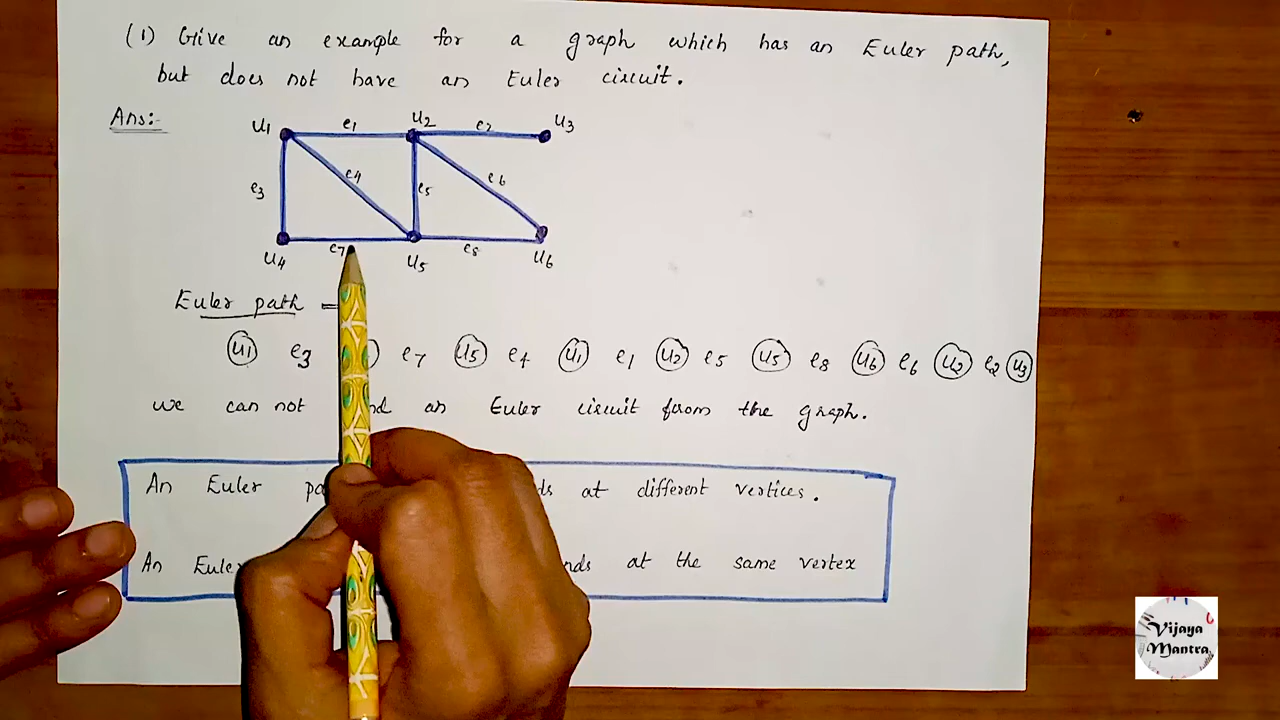 (1) Give an example for a graph which has an Euler path,
but does not have an Euler circuit.
Ans:-
u1 e1 u2 e2 u3
e3 e4 e5 e6
e7 e8
u4 u5 u6
Euler path =
u1 e3 e7 u5 e4 u1 e1 u2 e5 u5 e8 u6 e6 u2 e2 u3
we can not an Euler circuit from the graph.
An Euler at different vertices.
An Euler at the same vertex
Vijaya
Mantra